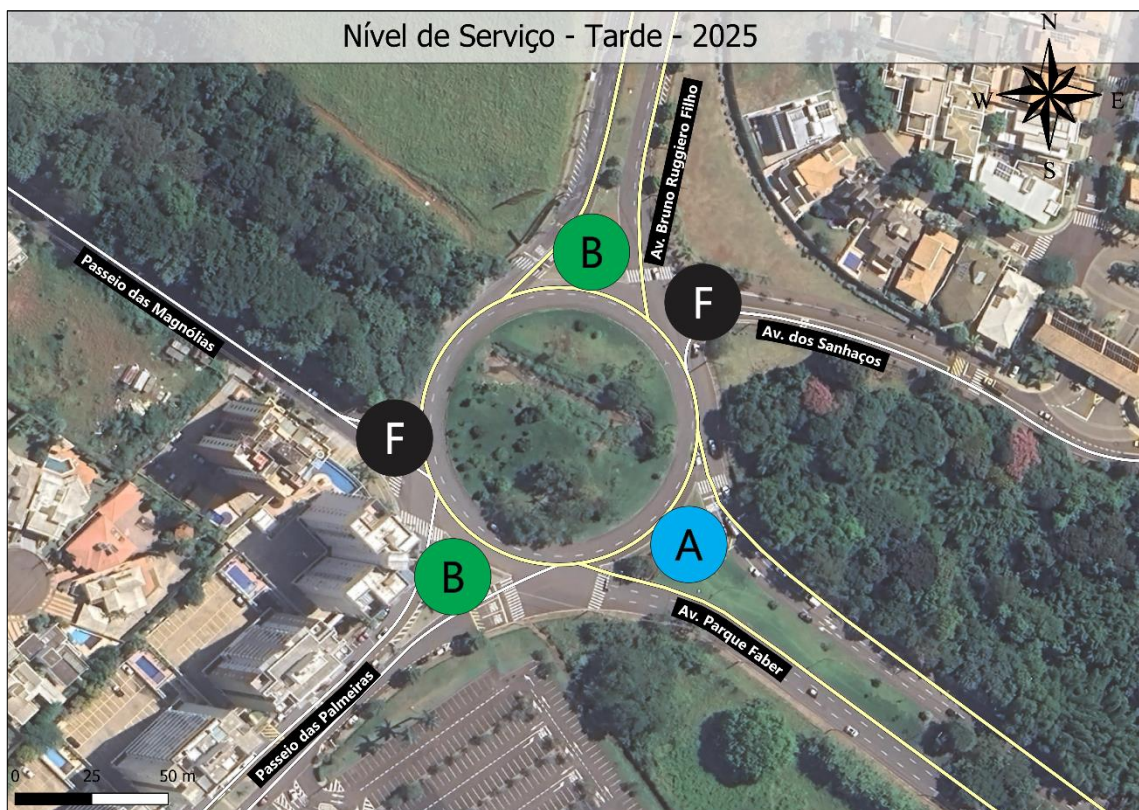 Nível de Serviço - Tarde - 2025
N
W
E
S
Av. Bruno Ruggiero Filho
B
F
Passeio das Magnólias
Av. dos Sanhaços
F
A
B
Av. Parque Faber
Passeio das Palmeiras
0 25 50 m